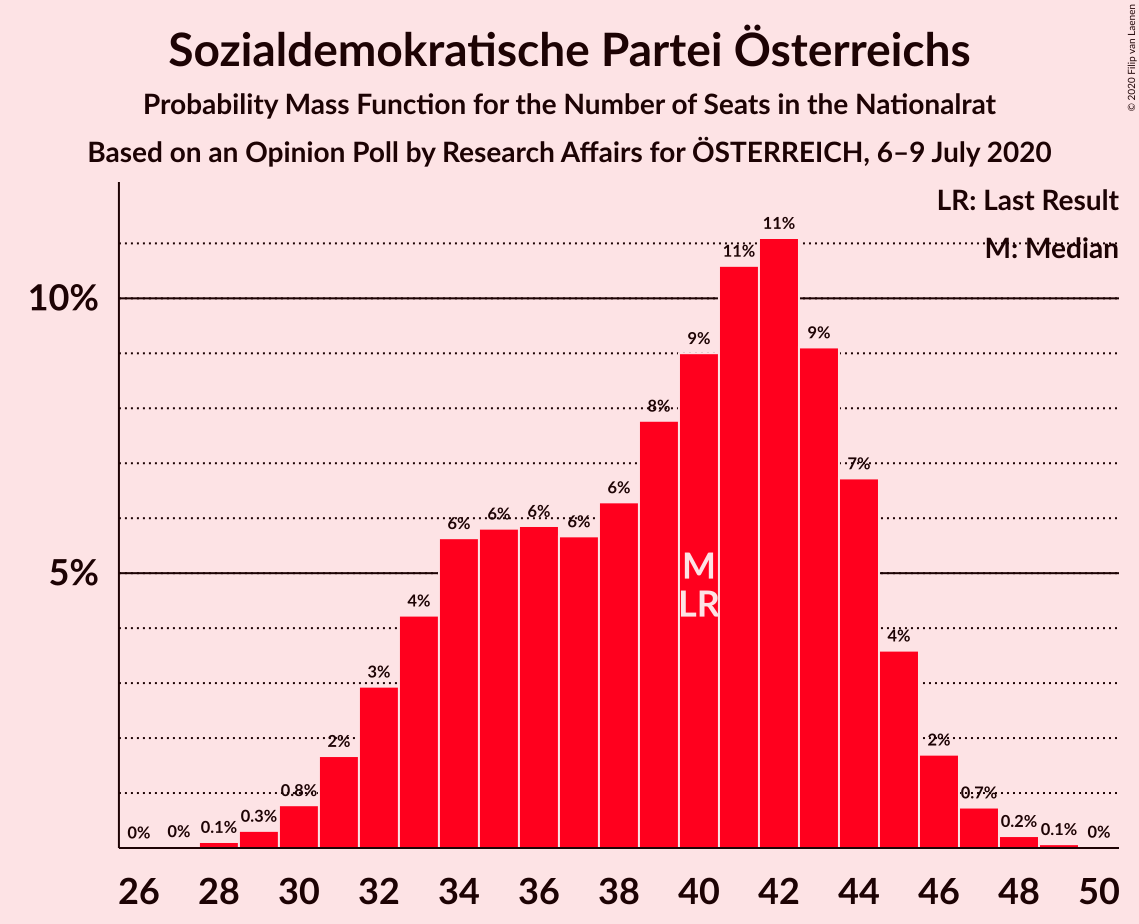 Sozialdemokratische Partei Österreichs
Probability Mass Function for the Number of Seats in the Nationalrat
Based on an Opinion Poll by Research Affairs for ÖSTERREICH, 6–9 July 2020
© 2020 Filip van Laenen
LR: Last Result
M: Median
10%
5%
0% 0% 0.1% 0.3% 0.8% 2% 3% 4% 6% 6% 6% 6% 6% 8% 9% 11% 11% 9% 7% 4% 2% 0.7% 0.2% 0.1% 0%
M
LR
26 28 30 32 34 36 38 40 42 44 46 48 50